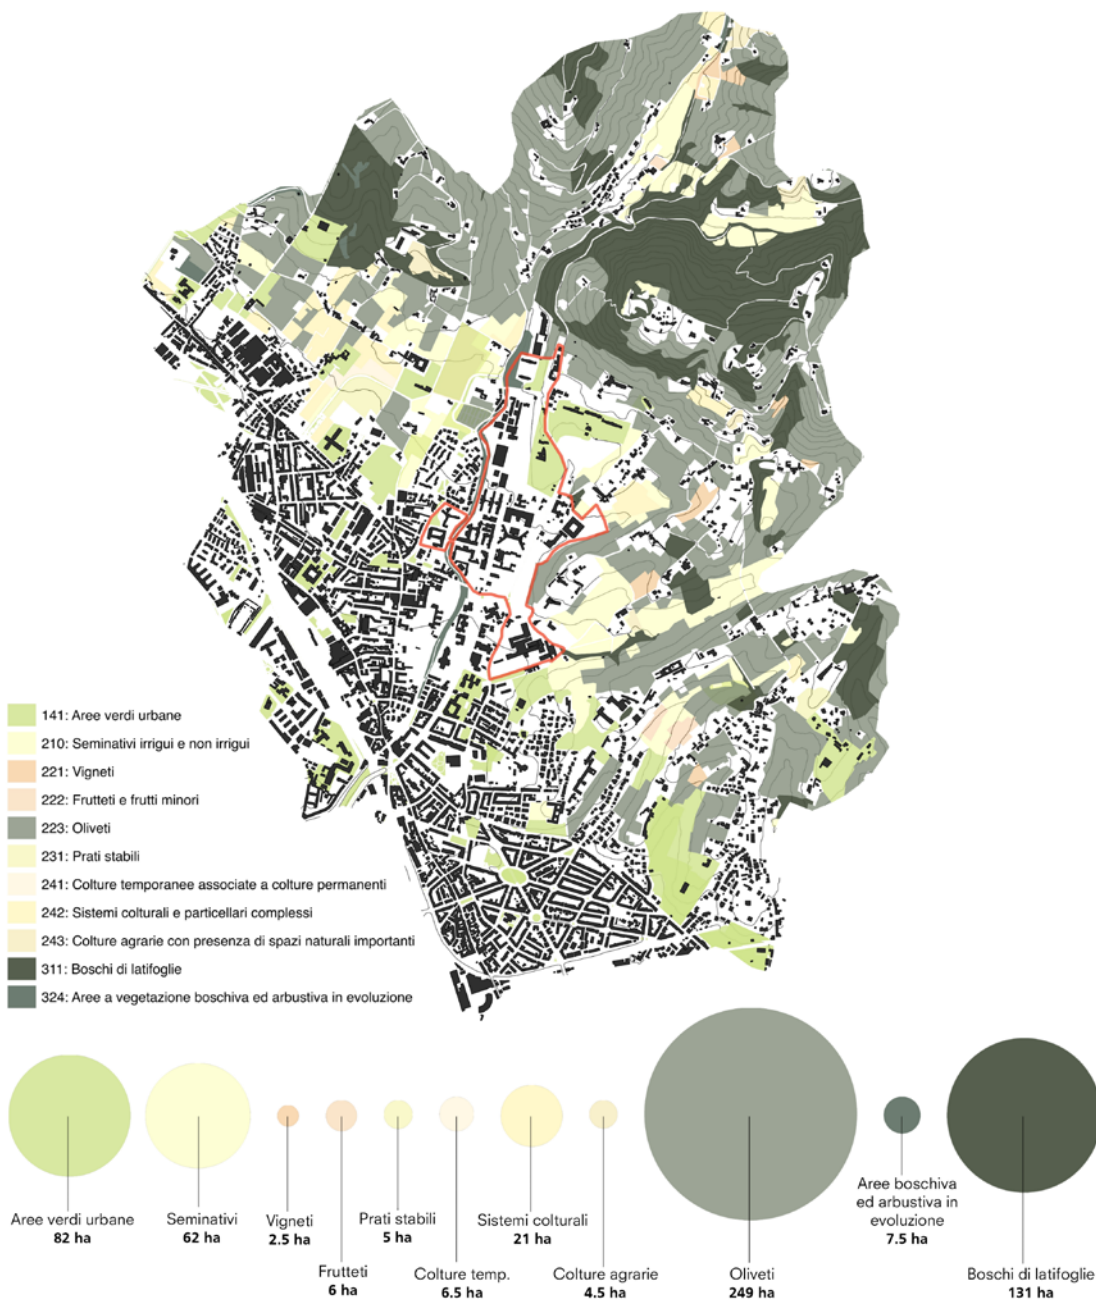 141: Aree verdi urbane
210: Seminativi irrigui e non irrigui
221: Vigneti
222: Frutteti e frutti minori
223: Oliveti
231: Prati stabili
241: Colture temporanee associate a colture permanenti
242: Sistemi colturali e particellari complessi
243: Colture agrarie con presenza di spazi naturali importanti
311: Boschi di latifoglie
324: Aree a vegetazione boschiva ed arbustiva in evoluzione
Aree verdi urbane
82 ha
Seminativi
62 ha
Vigneti
2.5 ha
Frutteti
6 ha
Prati stabili
5 ha
Colture temp.
6.5 ha
Sistemi colturali
21 ha
Colture agrarie
4.5 ha
Oliveti
249 ha
Aree boschiva
ed arbustiva in
evoluzione
7.5 ha
Boschi di latifoglie
131 ha